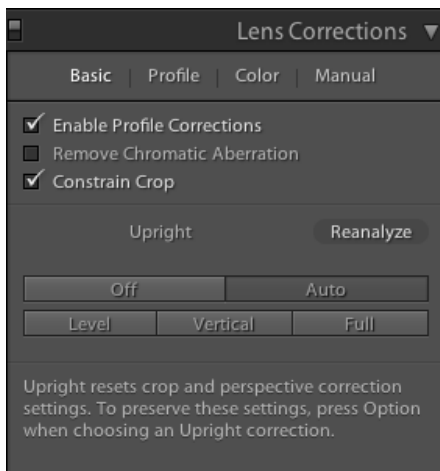 Lens Corrections
Basic | Profile | Color | Manual
Enable Profile Corrections
Remove Chromatic Aberration
Constrain Crop
Upright Reanalyze
Off Auto
Level Vertical Full
Upright resets crop and perspective correction
settings. To preserve these settings, press Option
when choosing an Upright correction.